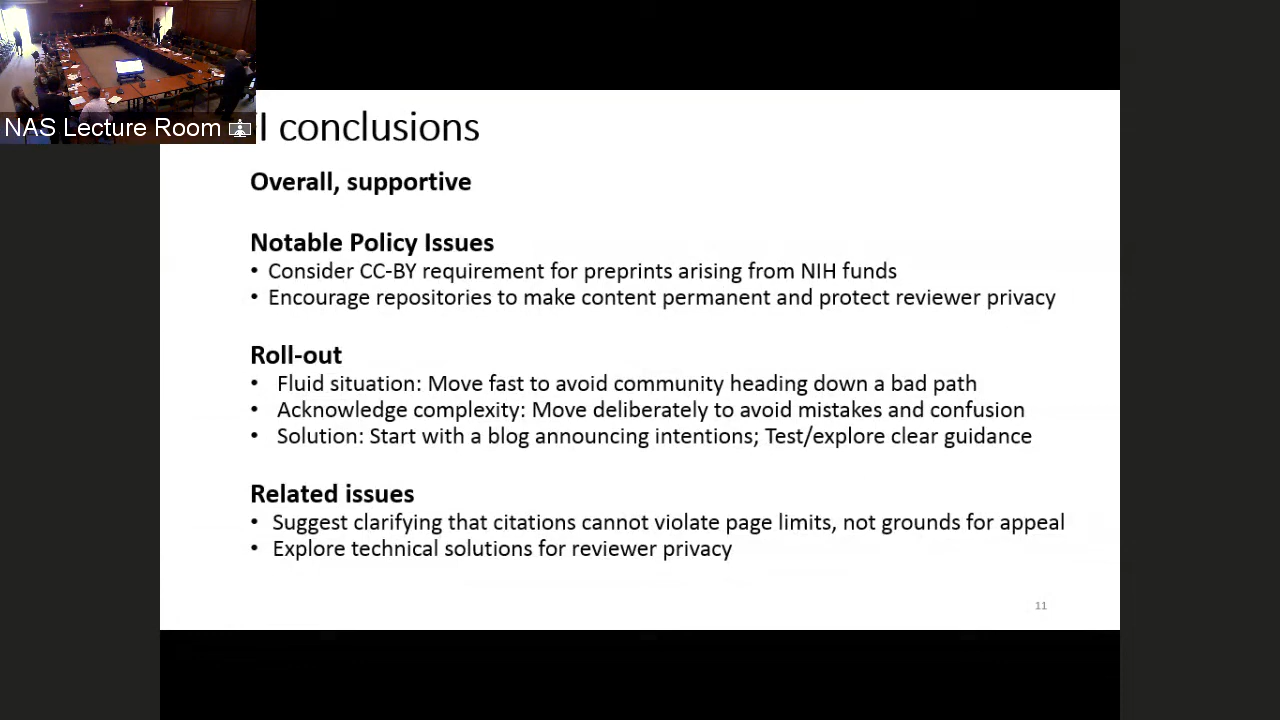 NAS Lecture Room
conclusions
Overall, supportive
Notable Policy Issues
• Consider CC-BY requirement for preprints arising from NIH funds
• Encourage repositories to make content permanent and protect reviewer privacy
Roll-out
• Fluid situation: Move fast to avoid community heading down a bad path
• Acknowledge complexity: Move deliberately to avoid mistakes and confusion
• Solution: Start with a blog announcing intentions; Test/explore clear guidance
Related issues
• Suggest clarifying that citations cannot violate page limits, not grounds for appeal
• Explore technical solutions for reviewer privacy
11